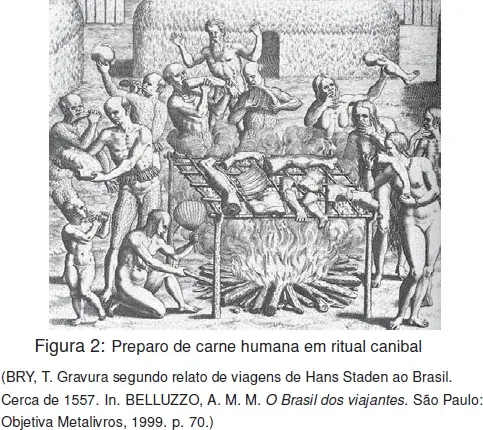 Figura 2: Preparo de carne humana em ritual canibal
(BRY, T. Gravura segundo relato de viagens de Hans Staden ao Brasil.
Cerca de 1557. In. BELLUZZO, A. M. M. O Brasil dos viajantes. São Paulo:
Objetiva Metalivros, 1999. p. 70.)